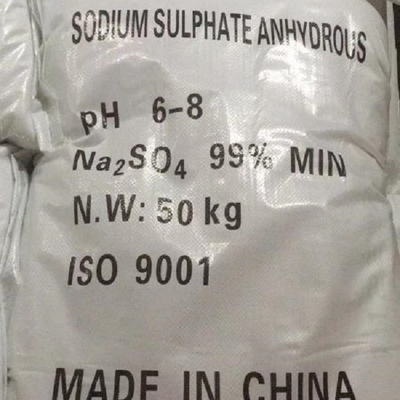 SODIUM SULPHATE ANHYDROUS
pH 6-8
Na₂SO₄ 99% MIN
N.W: 50 kg
ISO 9001
MADE IN CHINA